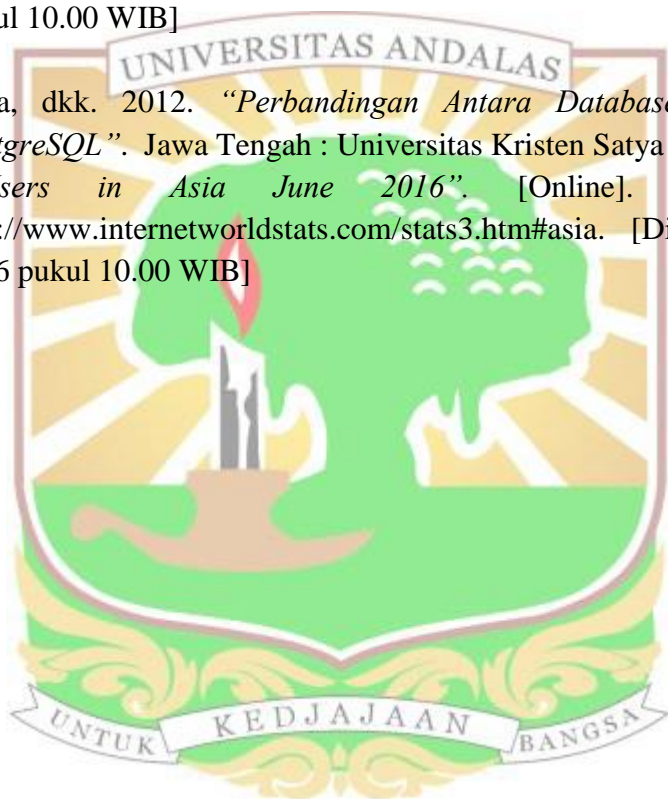 ul 10.00 WIB]
UNIVERSITAS ANDALAS
a, dkk. 2012. “Perbandingan Antara Database
tgreSQL”. Jawa Tengah : Universitas Kristen Satya
sers in Asia June 2016”. [Online].
://www.internetworldstats.com/stats3.htm#asia. [Di
6 pukul 10.00 WIB]
UNTUK KEDJAJAAN BANGSA